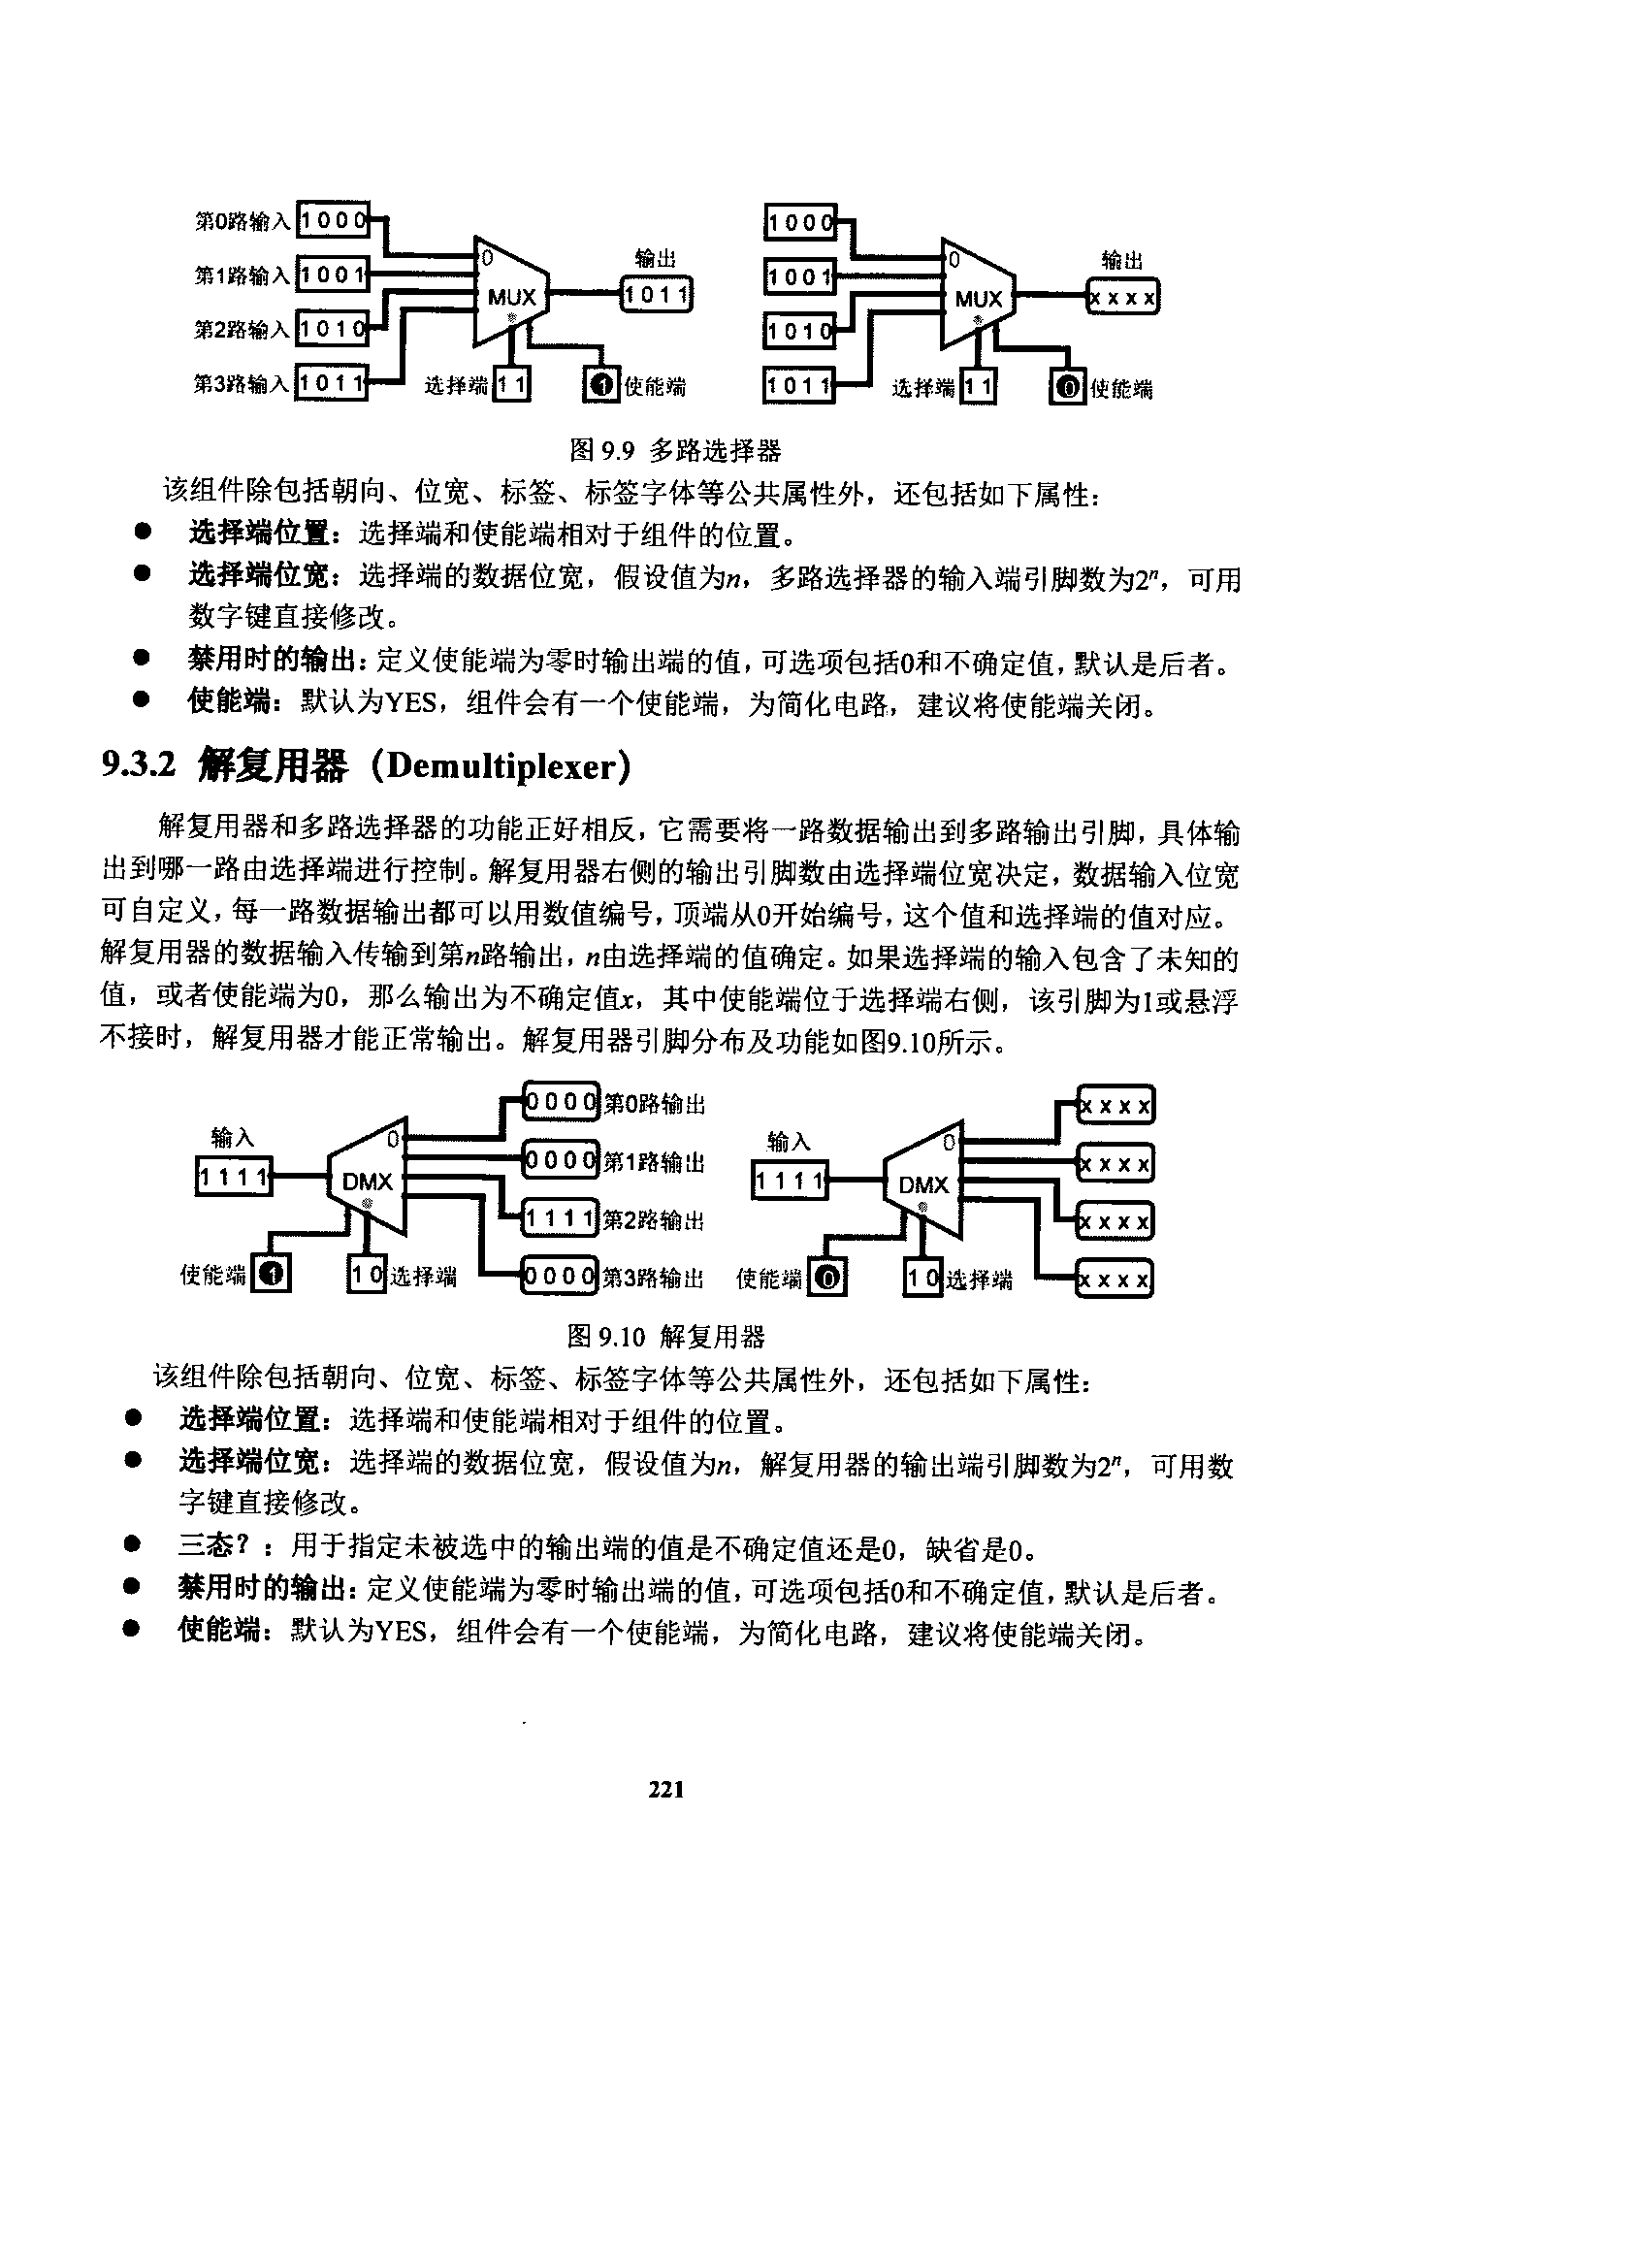 第0路输入 1000
第1路输入 1001
第2路输入 1010
第3路输入 1011
0
MUX
输出
1011
选择端 11
1 使能端
1000
1001
1010
1011
0
MUX
输出
xxxx
选择端 11
0 使能端
图 9.9 多路选择器
该组件除包括朝向、位宽、标签、标签字体等公共属性外，还包括如下属性：
● 选择端位置：选择端和使能端相对于组件的位置。
● 选择端位宽：选择端的数据位宽，假设值为n，多路选择器的输入端引脚数为2ⁿ，可用
数字键直接修改。
● 禁用时的输出：定义使能端为零时输出端的值，可选项包括0和不确定值，默认是后者。
● 使能端：默认为YES，组件会有一个使能端，为简化电路，建议将使能端关闭。
9.3.2 解复用器（Demultiplexer）
解复用器和多路选择器的功能正好相反，它需要将一路数据输出到多路输出引脚，具体输
出到哪一路由选择端进行控制。解复用器右侧的输出引脚数由选择端位宽决定，数据输入位宽
可自定义，每一路数据输出都可以用数值编号，顶端从0开始编号，这个值和选择端的值对应。
解复用器的数据输入传输到第n路输出，n由选择端的值确定。如果选择端的输入包含了未知的
值，或者使能端为0，那么输出为不确定值x，其中使能端位于选择端右侧，该引脚为1或悬浮
不接时，解复用器才能正常输出。解复用器引脚分布及功能如图9.10所示。
输入
1111
0
DMX
0000 第0路输出
0000 第1路输出
1111 第2路输出
0000 第3路输出
使能端 1
10 选择端
输入
1111
0
DMX
xxxx
xxxx
xxxx
xxxx
使能端 0
10 选择端
图 9.10 解复用器
该组件除包括朝向、位宽、标签、标签字体等公共属性外，还包括如下属性：
● 选择端位置：选择端和使能端相对于组件的位置。
● 选择端位宽：选择端的数据位宽，假设值为n，解复用器的输出端引脚数为2ⁿ，可用数
字键直接修改。
● 三态？：用于指定未被选中的输出端的值是不确定值还是0，缺省是0。
● 禁用时的输出：定义使能端为零时输出端的值，可选项包括0和不确定值，默认是后者。
● 使能端：默认为YES，组件会有一个使能端，为简化电路，建议将使能端关闭。
221